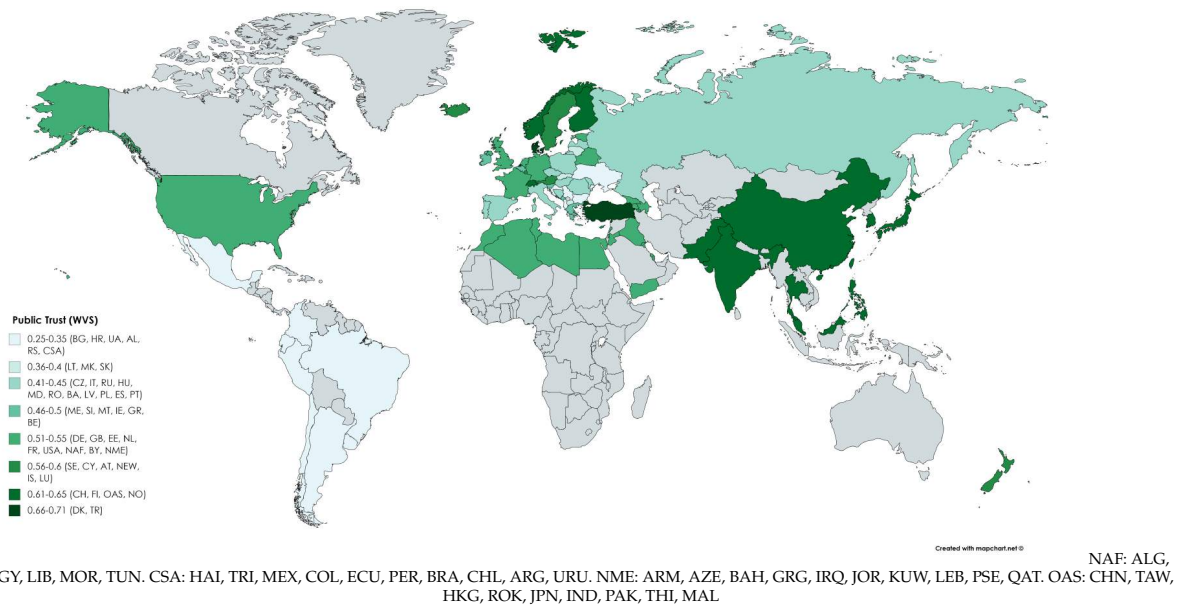 Public Trust (WVS)
0.25-0.35 (BG, HR, UA, AL,
RS, CSA)
0.36-0.4 (LT, MK, SK)
0.41-0.45 (CZ, IT, RU, HU,
MD, RO, BA, LV, PL, ES, PT)
0.46-0.5 (ME, SI, MT, IE, GR,
BE)
0.51-0.55 (DE, GB, EE, NL,
FR, USA, NAF, BY, NME)
0.56-0.6 (SE, CY, AT, NEW,
IS, LU)
0.61-0.65 (CH, FI, OAS, NO)
0.66-0.71 (DK, TR)
Created with mapchart.net ©
NAF: ALG,
GY, LIB, MOR, TUN. CSA: HAI, TRI, MEX, COL, ECU, PER, BRA, CHL, ARG, URU. NME: ARM, AZE, BAH, GRG, IRQ, JOR, KUW, LEB, PSE, QAT. OAS: CHN, TAW,
HKG, ROK, JPN, IND, PAK, THI, MAL